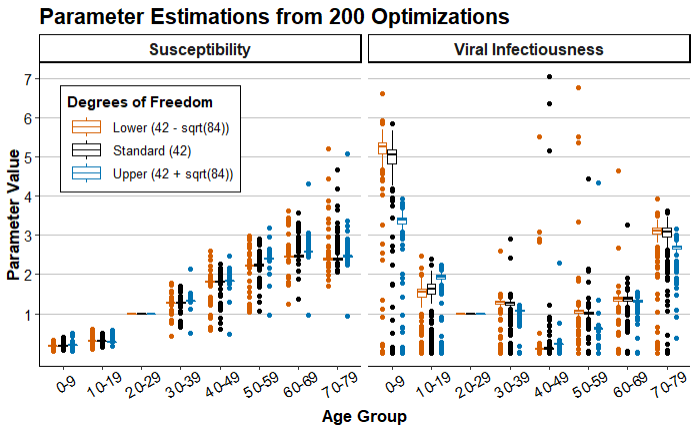 Parameter Estimations from 200 Optimizations
Susceptibility
Viral Infectiousness
Parameter Value
7
6
5
4
3
2
1
Degrees of Freedom
Lower (42 - sqrt(84))
Standard (42)
Upper (42 + sqrt(84))
0-9 10-19 20-29 30-39 40-49 50-59 60-69 70-79
0-9 10-19 20-29 30-39 40-49 50-59 60-69 70-79
Age Group